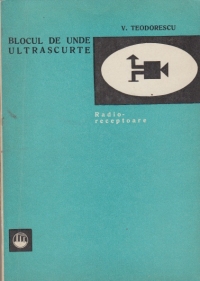 V. TEODORESCU
BLOCUL DE UNDE
ULTRASCURTE
Radio-
receptoare